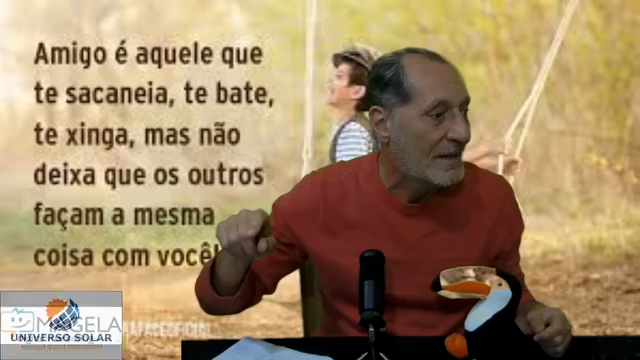 Amigo é aquele que
te sacaneia, te bate,
te xinga, mas não
deixa que os outros
façam a mesma
coisa com você!
MAGELA
UNIVERSO SOLAR